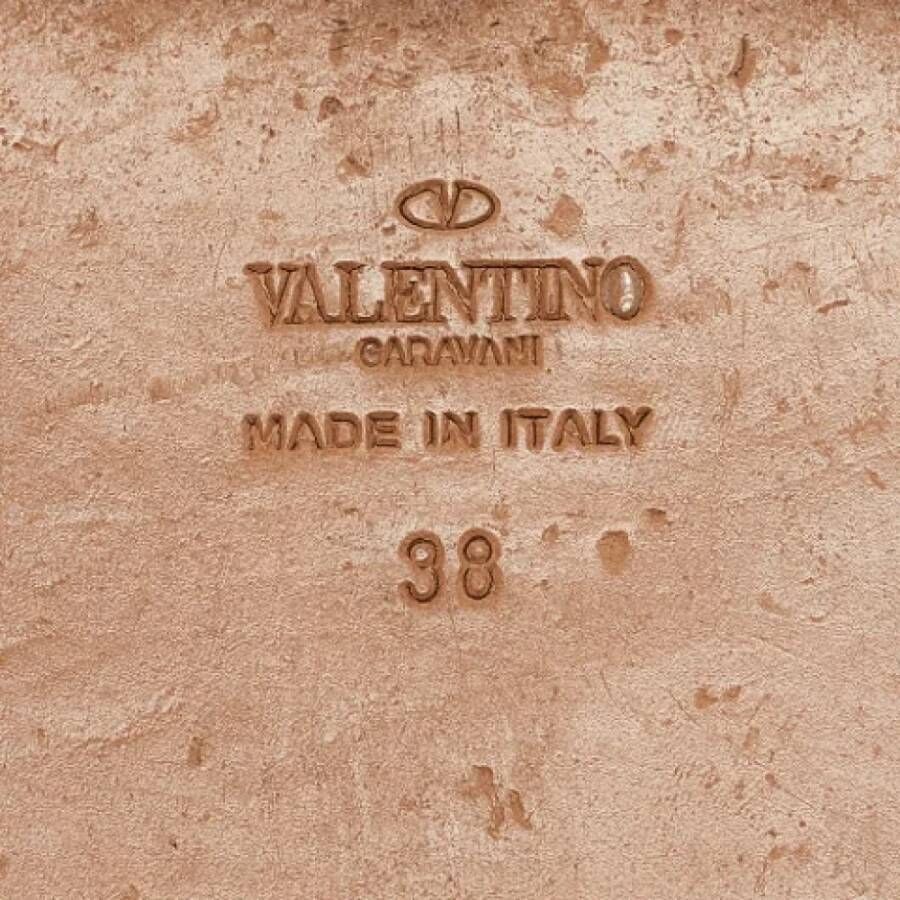 VALENTINO
GARAVANI
MADE IN ITALY
38